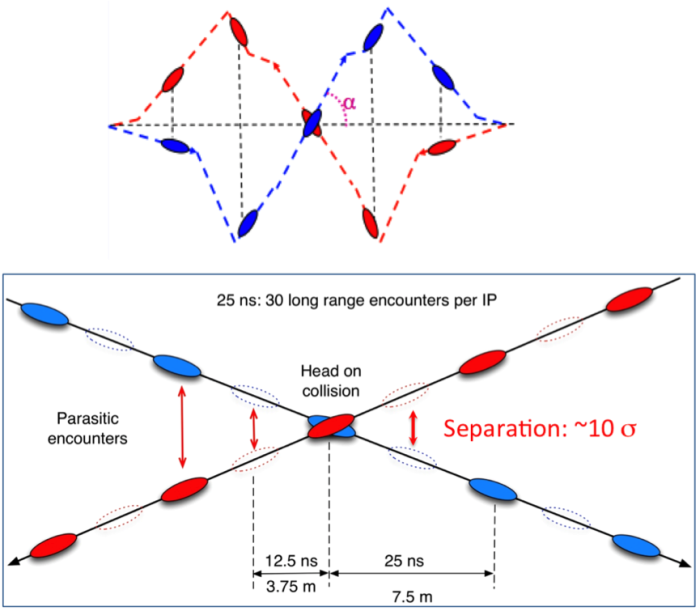 α
25 ns: 30 long range encounters per IP
Head on
collision
Parasitic
encounters
Separation: ~10 σ
12.5 ns
25 ns
3.75 m
7.5 m